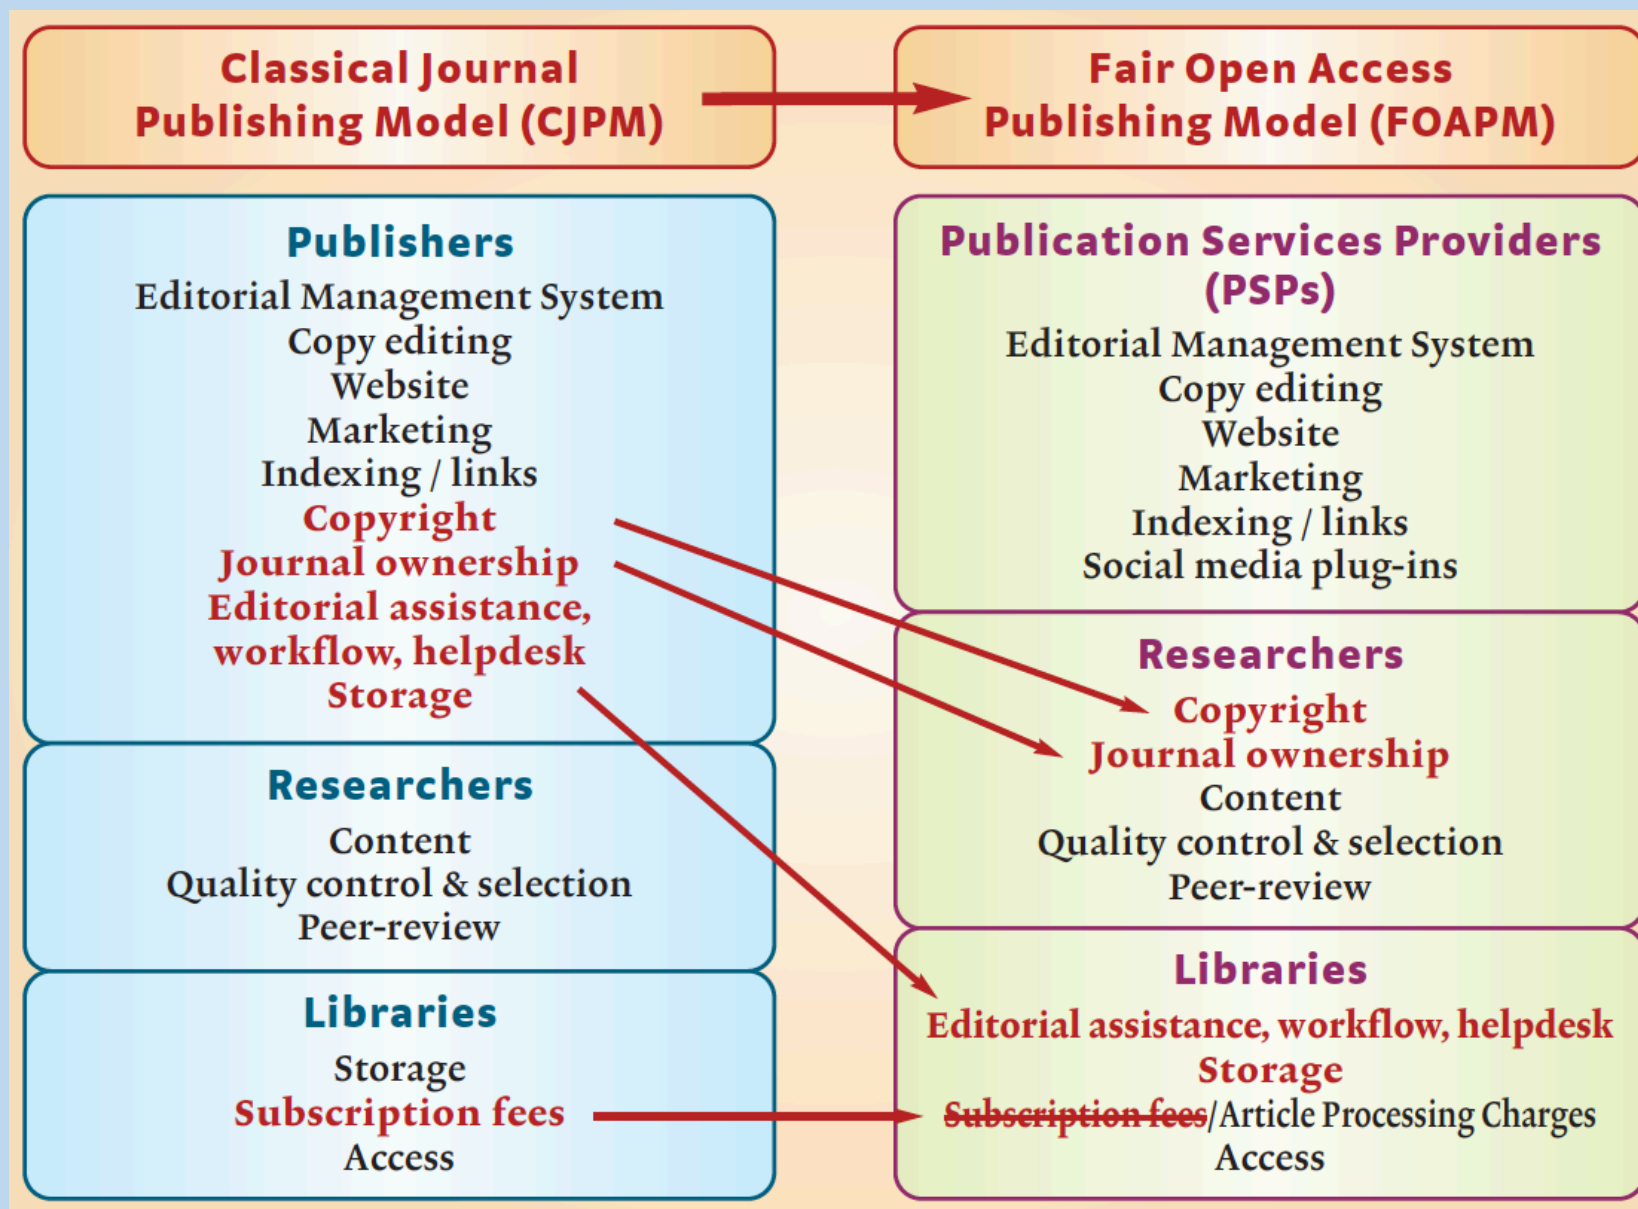 Classical Journal
Publishing Model (CJPM)
Publishers
Editorial Management System
Copy editing
Website
Marketing
Indexing / links
Copyright
Journal ownership
Editorial assistance,
workflow, helpdesk
Storage
Researchers
Content
Quality control & selection
Peer-review
Libraries
Storage
Subscription fees
Access
Fair Open Access
Publishing Model (FOAPM)
Publication Services Providers
(PSPs)
Editorial Management System
Copy editing
Website
Marketing
Indexing / links
Social media plug-ins
Researchers
Copyright
Journal ownership
Content
Quality control & selection
Peer-review
Libraries
Editorial assistance, workflow, helpdesk
Storage
Subscription fees/Article Processing Charges
Access